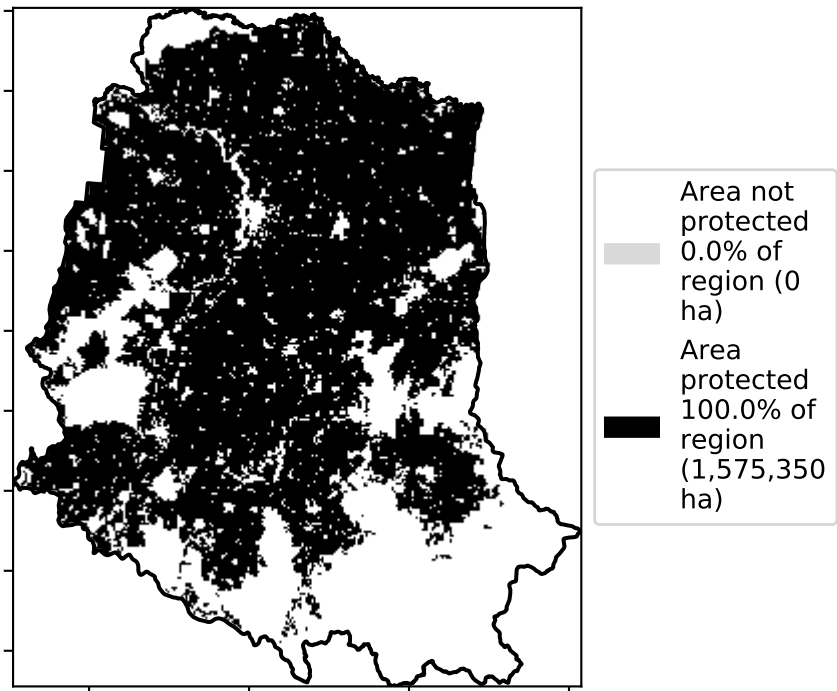 Area not
protected
0.0% of
region (0
ha)
Area
protected
100.0% of
region
(1,575,350
ha)